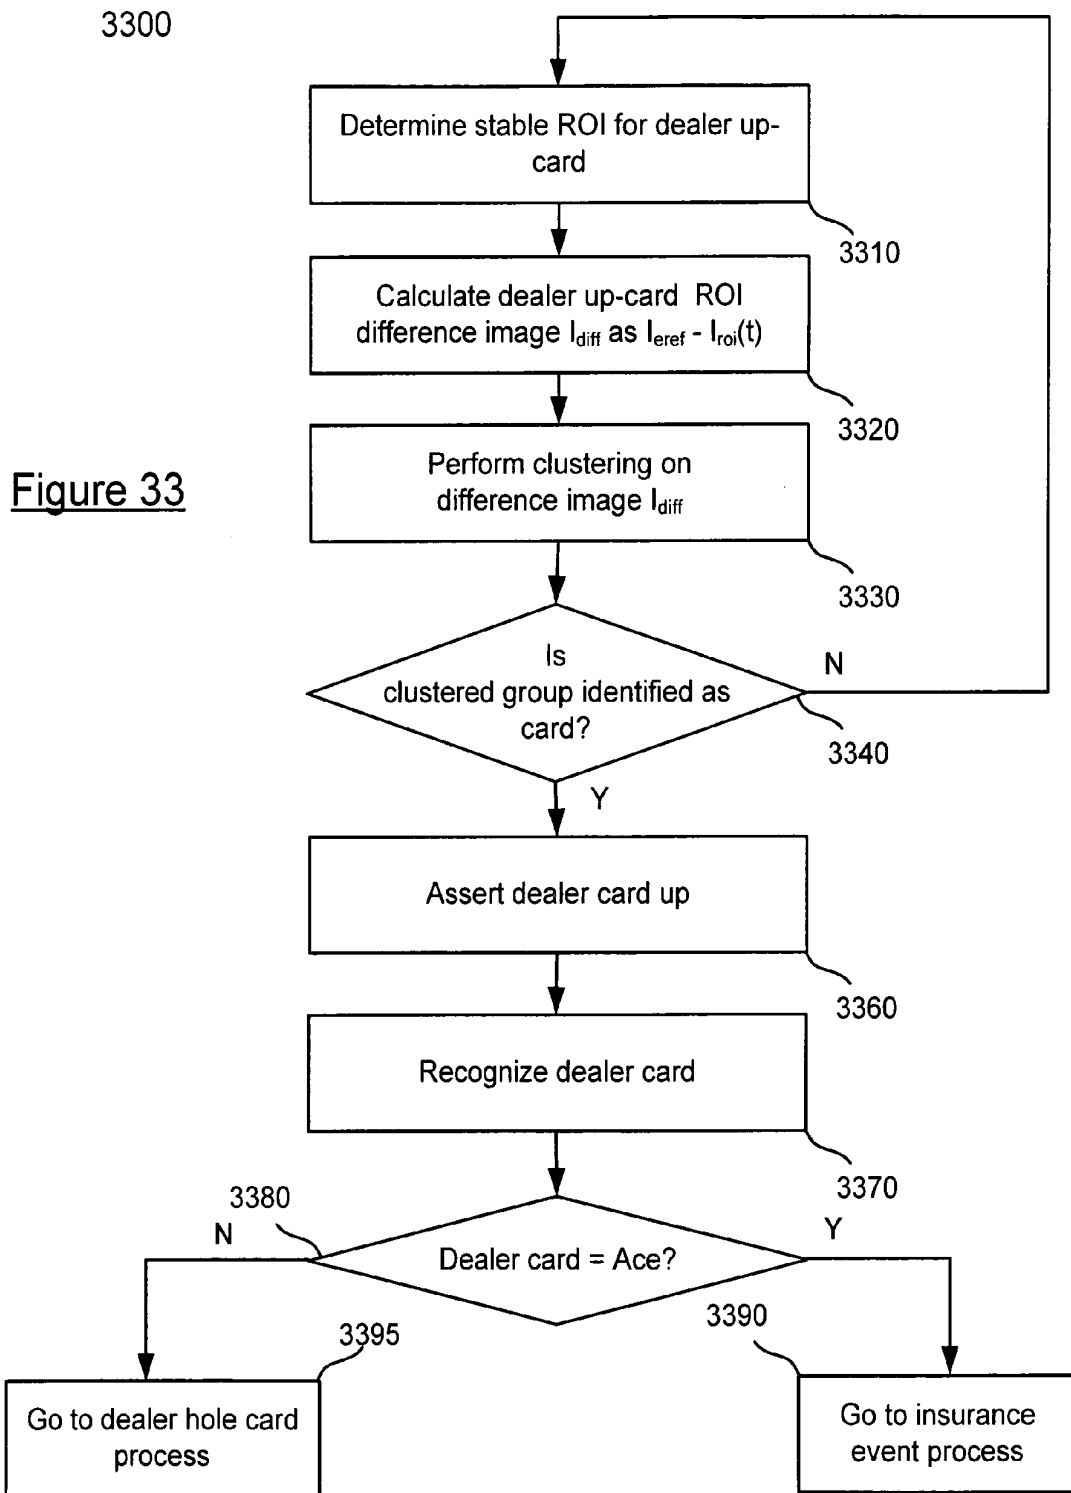 3300
Determine stable ROI for dealer up-
card
3310
Calculate dealer up-card ROI
difference image Idiff as Ieref - Iroi(t)
3320
Figure 33
Perform clustering on
difference image Idiff
3330
Is
clustered group identified as
card?
N
3340
Y
Assert dealer card up
3360
Recognize dealer card
3370
3380
N
Dealer card = Ace?
Y
3395
3390
Go to dealer hole card
process
Go to insurance
event process